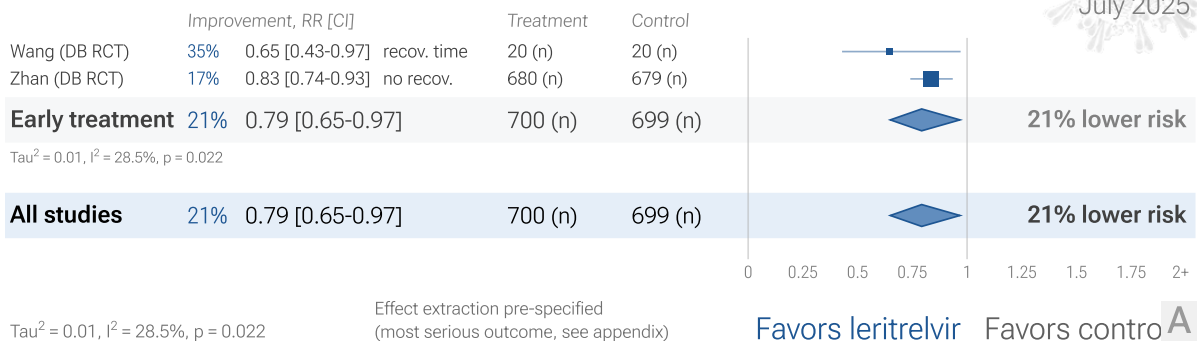 July 2025
Improvement, RR [CI] Treatment Control
Wang (DB RCT) 35% 0.65 [0.43-0.97] recov. time 20 (n) 20 (n)
Zhan (DB RCT) 17% 0.83 [0.74-0.93] no recov. 680 (n) 679 (n)
Early treatment 21% 0.79 [0.65-0.97] 700 (n) 699 (n) 21% lower risk
Tau² = 0.01, I² = 28.5%, p = 0.022
All studies 21% 0.79 [0.65-0.97] 700 (n) 699 (n) 21% lower risk
0 0.25 0.5 0.75 1 1.25 1.5 1.75 2+
Effect extraction pre-specified
Tau² = 0.01, I² = 28.5%, p = 0.022 (most serious outcome, see appendix) Favors leritrelvir Favors contro
A